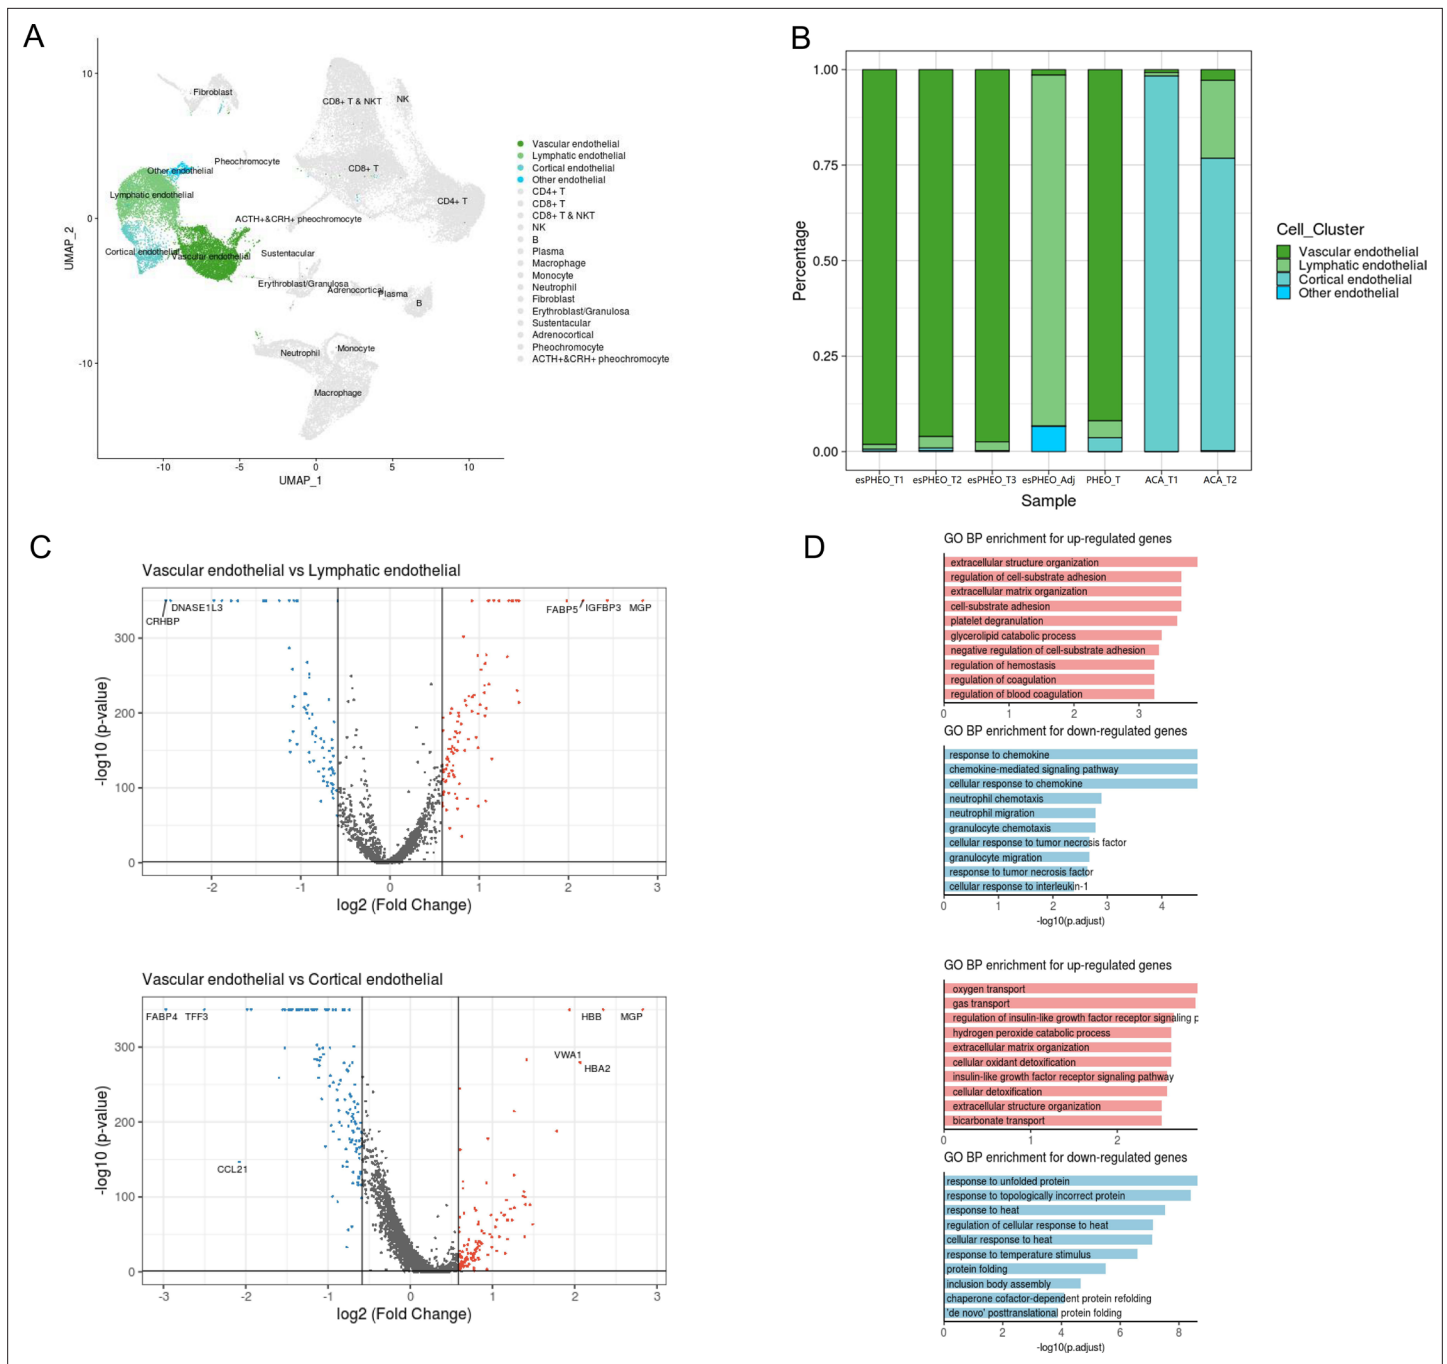 A
10
0
-10
-10
-5
0
5
10
UMAP_2
UMAP_1
Fibroblast
CD8+ T & NKT
NK
Pheochromocyte
CD8+ T
Other endothelial
Lymphatic endothelial
CD4+ T
ACTH+&CRH+ pheochromocyte
Cortical endothelial
Vascular endothelial
Sustentacular
Erythroblast/Granulosa
Adrenocortical
Plasma
B
Neutrophil
Monocyte
Macrophage
Vascular endothelial
Lymphatic endothelial
Cortical endothelial
Other endothelial
CD4+ T
CD8+ T
CD8+ T & NKT
NK
B
Plasma
Macrophage
Monocyte
Neutrophil
Fibroblast
Erythroblast/Granulosa
Sustentacular
Adrenocortical
Pheochromocyte
ACTH+&CRH+ pheochromocyte
B
1.00
0.75
0.50
0.25
0.00
Percentage
esPHEO_T1
esPHEO_T2
esPHEO_T3
esPHEO_Adj
PHEO_T
ACA_T1
ACA_T2
Sample
Cell_Cluster
Vascular endothelial
Lymphatic endothelial
Cortical endothelial
Other endothelial
C
Vascular endothelial vs Lymphatic endothelial
DNASE1L3
CRHBP
FABP5
IGFBP3
MGP
300
200
100
0
-log10 (p-value)
-2
-1
0
1
2
3
log2 (Fold Change)
Vascular endothelial vs Cortical endothelial
FABP4
TFF3
HBB
MGP
VWA1
HBA2
CCL21
300
200
100
0
-log10 (p-value)
-3
-2
-1
0
1
2
3
log2 (Fold Change)
D
GO BP enrichment for up-regulated genes
extracellular structure organization
regulation of cell-substrate adhesion
extracellular matrix organization
cell-substrate adhesion
platelet degranulation
glycerolipid catabolic process
negative regulation of cell-substrate adhesion
regulation of hemostasis
regulation of coagulation
regulation of blood coagulation
0
1
2
3
GO BP enrichment for down-regulated genes
response to chemokine
chemokine-mediated signaling pathway
cellular response to chemokine
neutrophil chemotaxis
neutrophil migration
granulocyte chemotaxis
cellular response to tumor necrosis factor
granulocyte migration
response to tumor necrosis factor
cellular response to interleukin-1
0
1
2
3
4
-log10(p.adjust)
GO BP enrichment for up-regulated genes
oxygen transport
gas transport
regulation of insulin-like growth factor receptor signaling p
hydrogen peroxide catabolic process
extracellular matrix organization
cellular oxidant detoxification
insulin-like growth factor receptor signaling pathway
cellular detoxification
extracellular structure organization
bicarbonate transport
0
1
2
GO BP enrichment for down-regulated genes
response to unfolded protein
response to topologically incorrect protein
response to heat
regulation of cellular response to heat
cellular response to heat
response to temperature stimulus
protein folding
inclusion body assembly
chaperone cofactor-dependent protein refolding
'de novo' posttranslational protein folding
0
2
4
6
8
-log10(p.adjust)